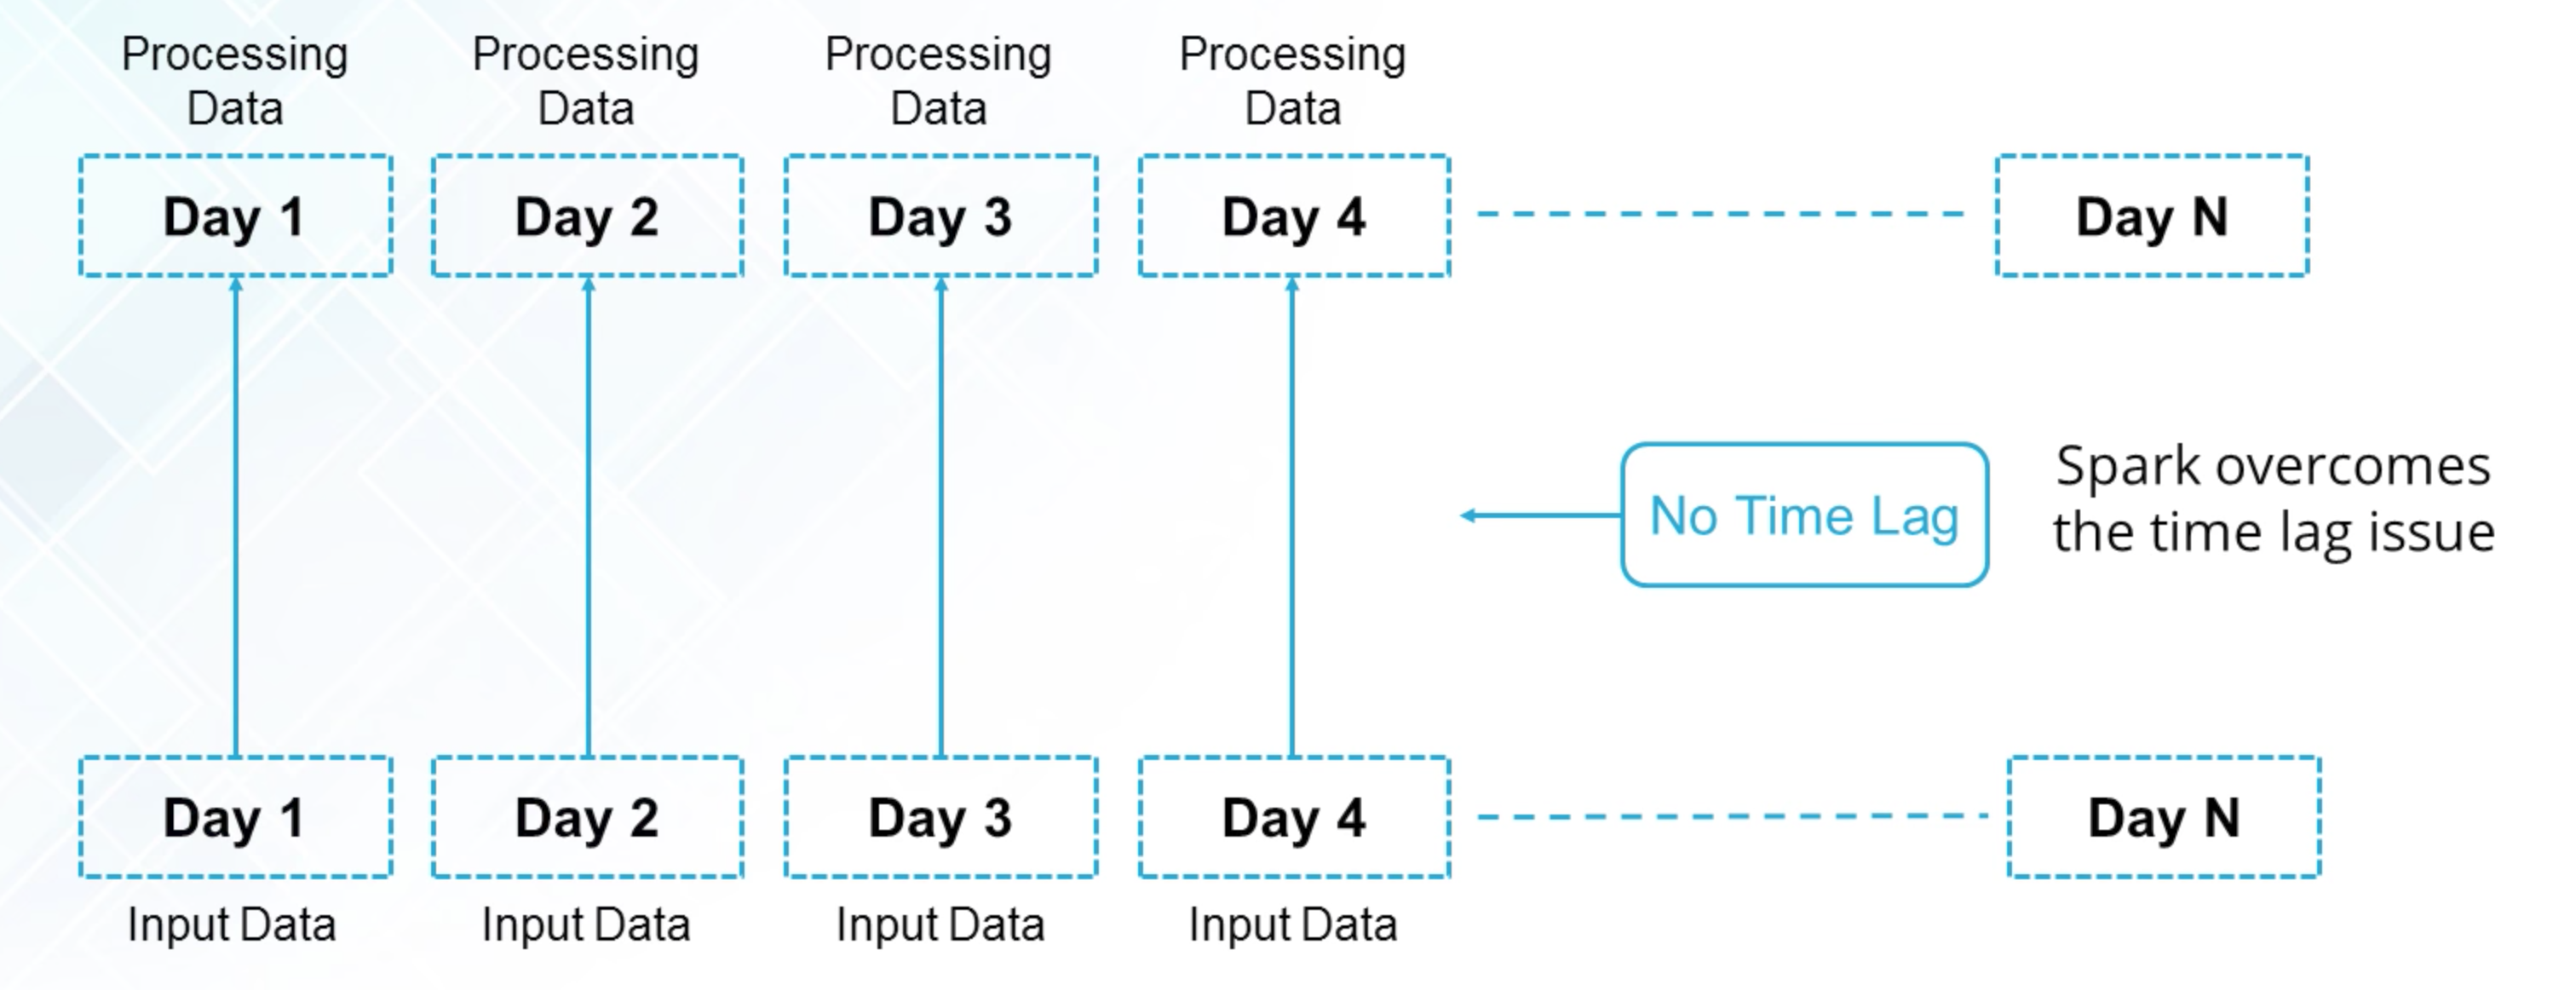 Processing
Data
Processing
Data
Processing
Data
Processing
Data
Day 1
Day 2
Day 3
Day 4
Day N
No Time Lag
Spark overcomes
the time lag issue
Day 1
Day 2
Day 3
Day 4
Day N
Input Data
Input Data
Input Data
Input Data